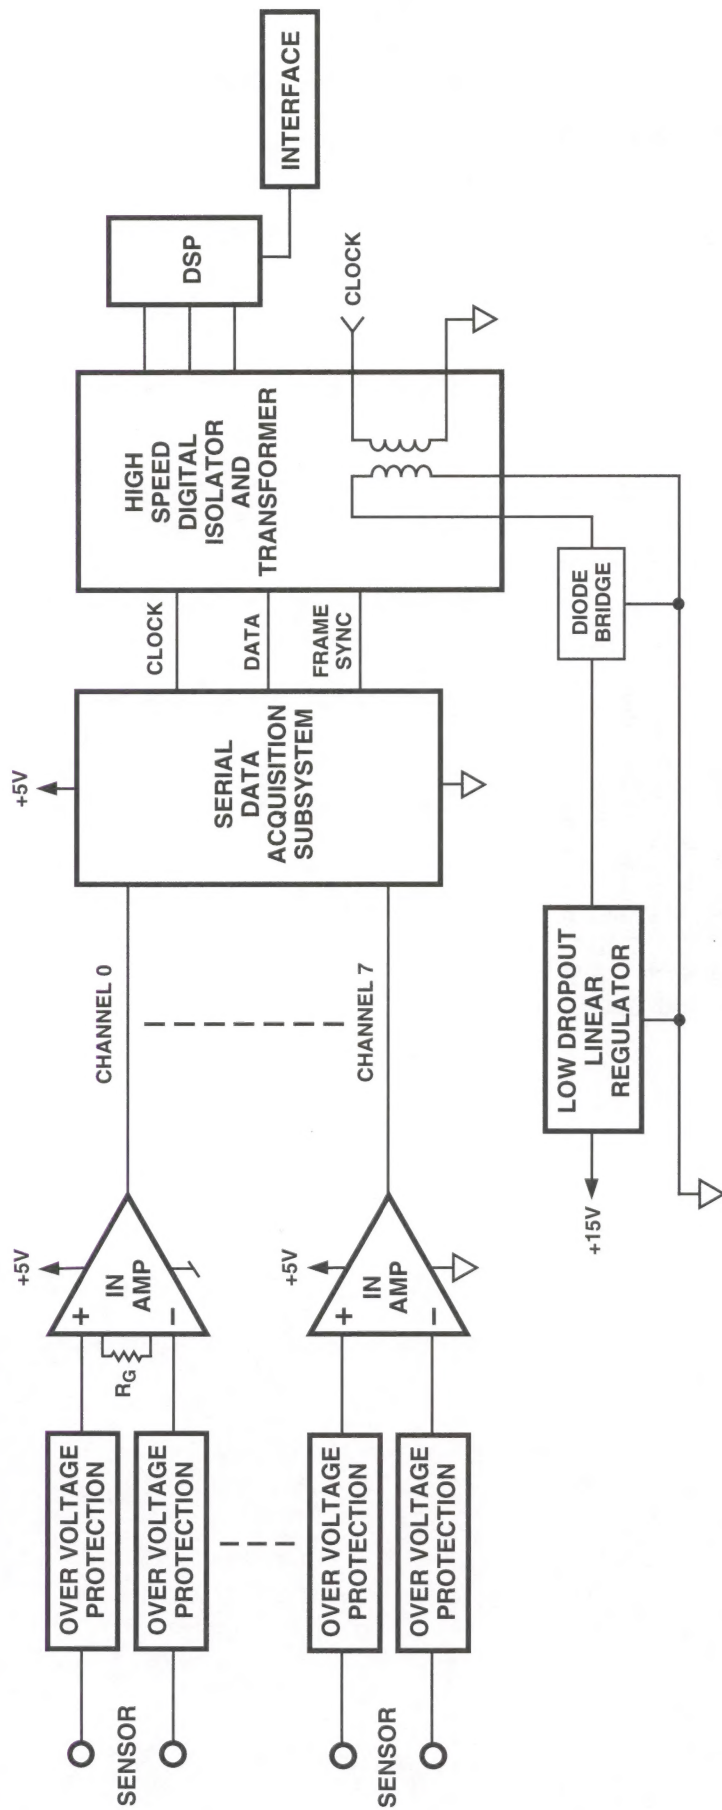 SENSOR
OVER VOLTAGE
PROTECTION
OVER VOLTAGE
PROTECTION
RG
+
IN
AMP
–
+5V
CHANNEL 0
SENSOR
OVER VOLTAGE
PROTECTION
OVER VOLTAGE
PROTECTION
+
IN
AMP
–
+5V
CHANNEL 7
+5V
SERIAL
DATA
ACQUISITION
SUBSYSTEM
CLOCK
DATA
FRAME
SYNC
HIGH
SPEED
DIGITAL
ISOLATOR
AND
TRANSFORMER
DSP
INTERFACE
CLOCK
+15V
LOW DROPOUT
LINEAR
REGULATOR
DIODE
BRIDGE